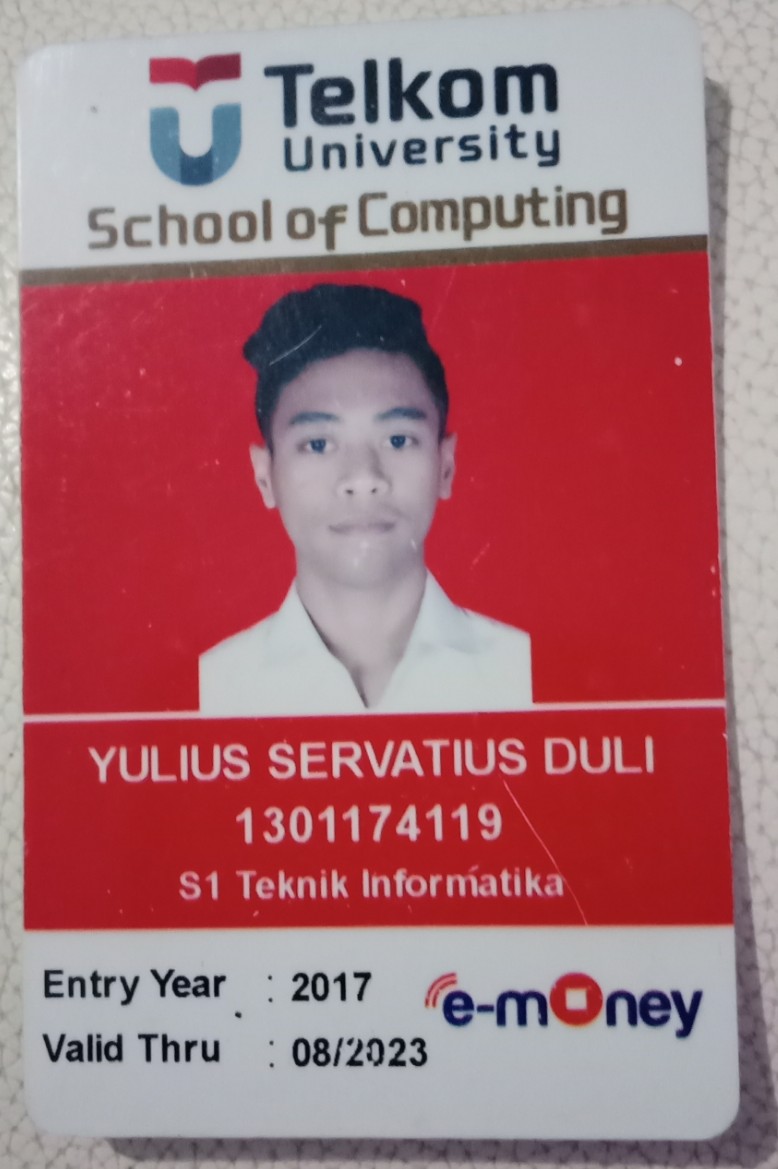 Telkom
University
School of Computing
YULIUS SERVATIUS DULI
1301174119
S1 Teknik Informatika
Entry Year : 2017
e-money
Valid Thru : 08/2023